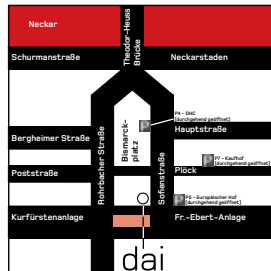 Neckar
Theodor-Heuss
Brücke
Schurmanstraße
Neckarstaden
P4 - DHC
(durchgehend geöffnet)
P
Hauptstraße
Bismarck-
platz
Bergheimer Straße
Rohrbacher Straße
Sofienstraße
P7 - Kaufhof
(durchgehend geöffnet)
P
Poststraße
Plöck
P5 - Europäischer Hof
(durchgehend geöffnet)
P
Kurfürstenanlage
Fr.-Ebert-Anlage
dai